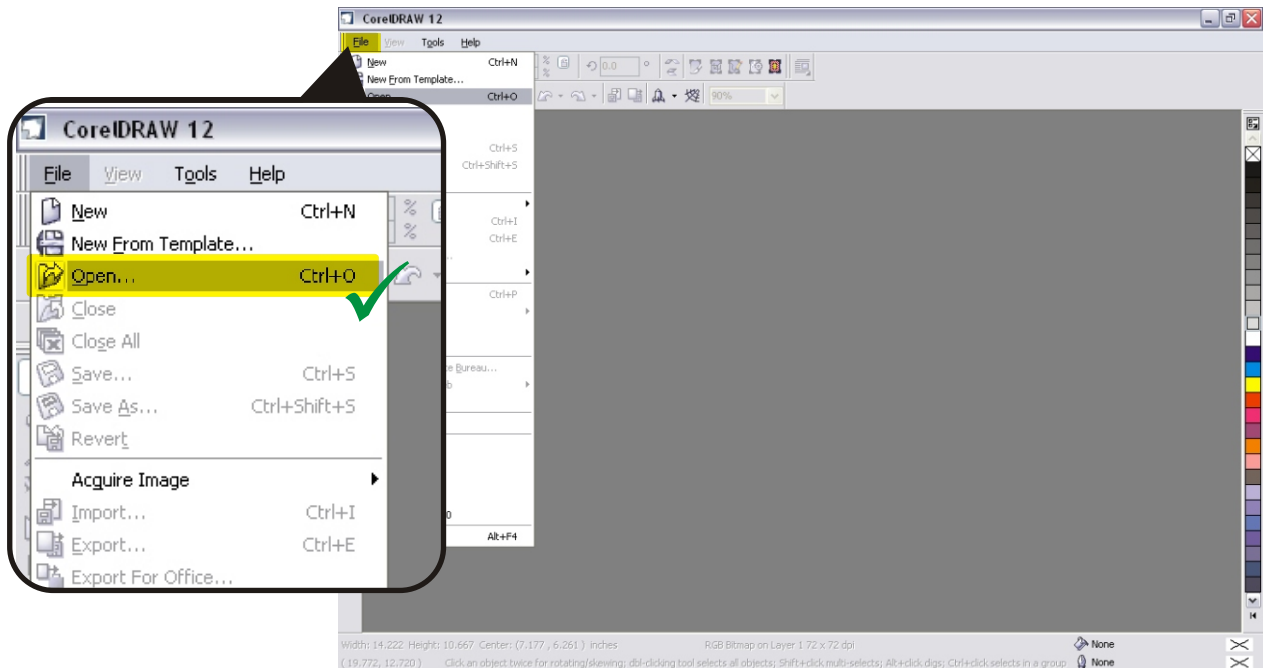 CorelDRAW 12
File View Tools Help
New Ctrl+N
New From Template...
Open... Ctrl+O
Ctrl+S
Ctrl+Shift+S
Ctrl+I
Ctrl+E
Ctrl+P
Bureau...
Alt+F4
0.0
90%
CorelDRAW 12
File View Tools Help
New Ctrl+N
New From Template...
Open... Ctrl+O
Close
Close All
Save... Ctrl+S
Save As... Ctrl+Shift+S
Revert
Acquire Image
Import... Ctrl+I
Export... Ctrl+E
Export For Office...
Width: 14.222 Height: 10.667 Center: (7.177 , 6.261 ) inches RGB Bitmap on Layer 1 72 x 72 dpi None
( 19.772, 12.720 ) Click an object twice for rotating/skewing; dbl-clicking tool selects all objects; Shift+click multi-selects; Alt+click digs; Ctrl+click selects in a group None